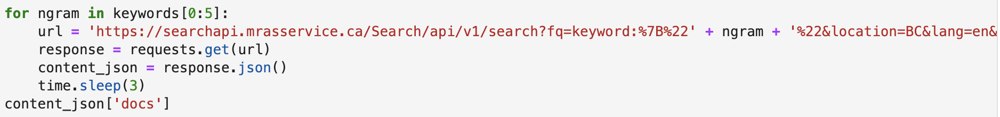 for ngram in keywords[0:5]:
    url = 'https://searchapi.mrasservice.ca/Search/api/v1/search?fq=keyword:%7B%22' + ngram + '%22&location=BC&lang=en&
    response = requests.get(url)
    content_json = response.json()
    time.sleep(3)
content_json['docs']